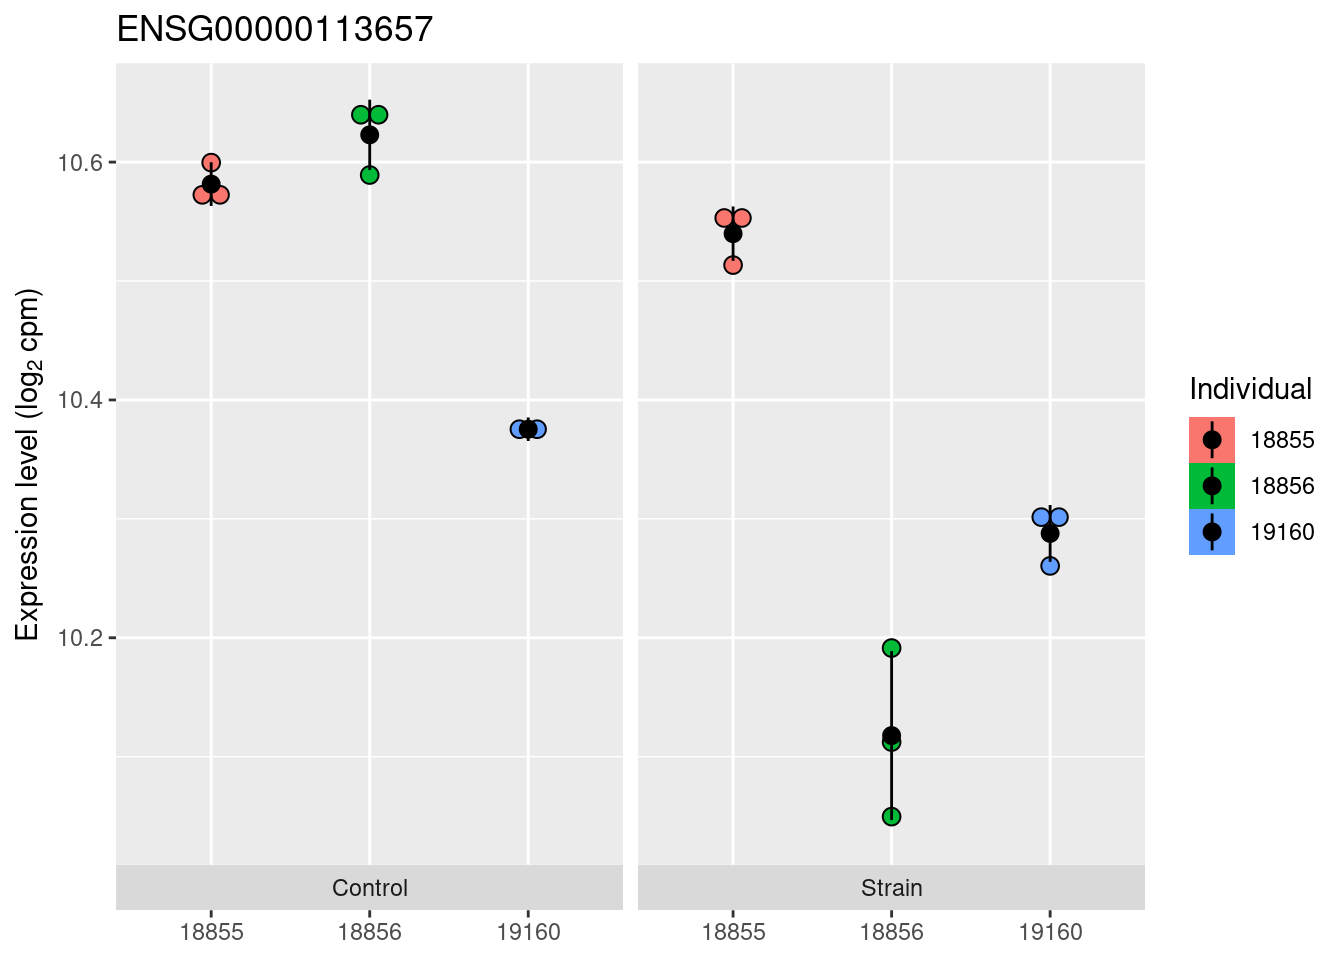 ENSG00000113657
Expression level (log₂ cpm)
10.6
10.4
10.2
Control
Strain
18855
18856
19160
18855
18856
19160
Individual
18855
18856
19160